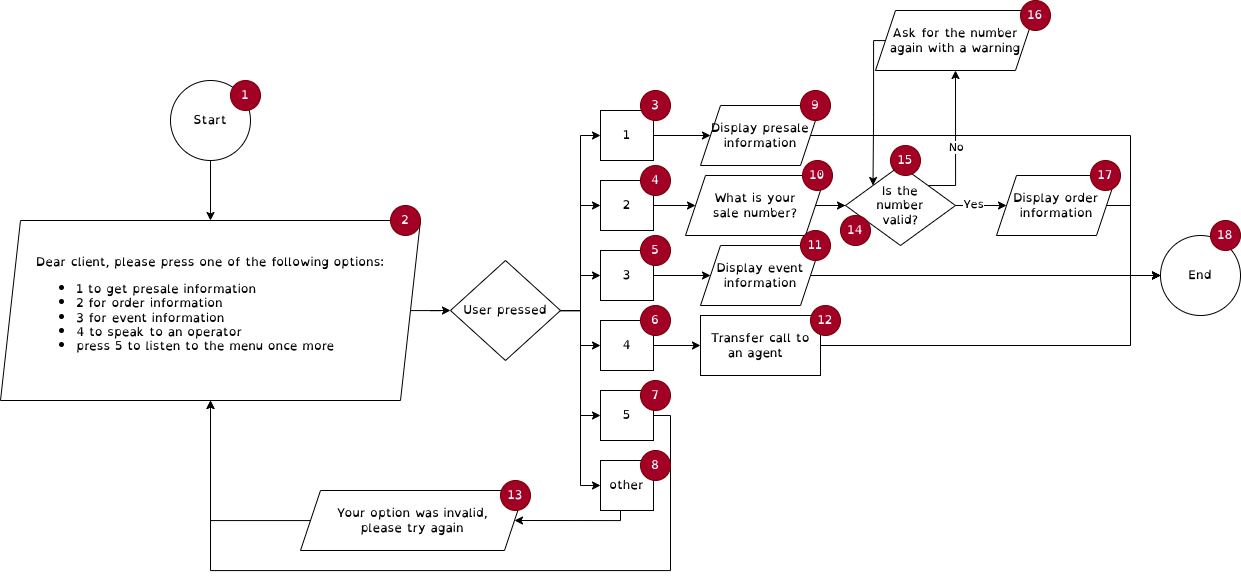 16
Ask for the number
again with a warning
1
Start
3
1
9
Display presale
information
No
15
Is the
number
valid?
14
4
2
10
What is your
sale number?
Yes
17
Display order
information
2
Dear client, please press one of the following options:
• 1 to get presale information
• 2 for order information
• 3 for event information
• 4 to speak to an operator
• press 5 to listen to the menu once more
User pressed
5
3
11
Display event
information
18
End
6
4
12
Transfer call to
an agent
7
5
8
other
13
Your option was invalid,
please try again